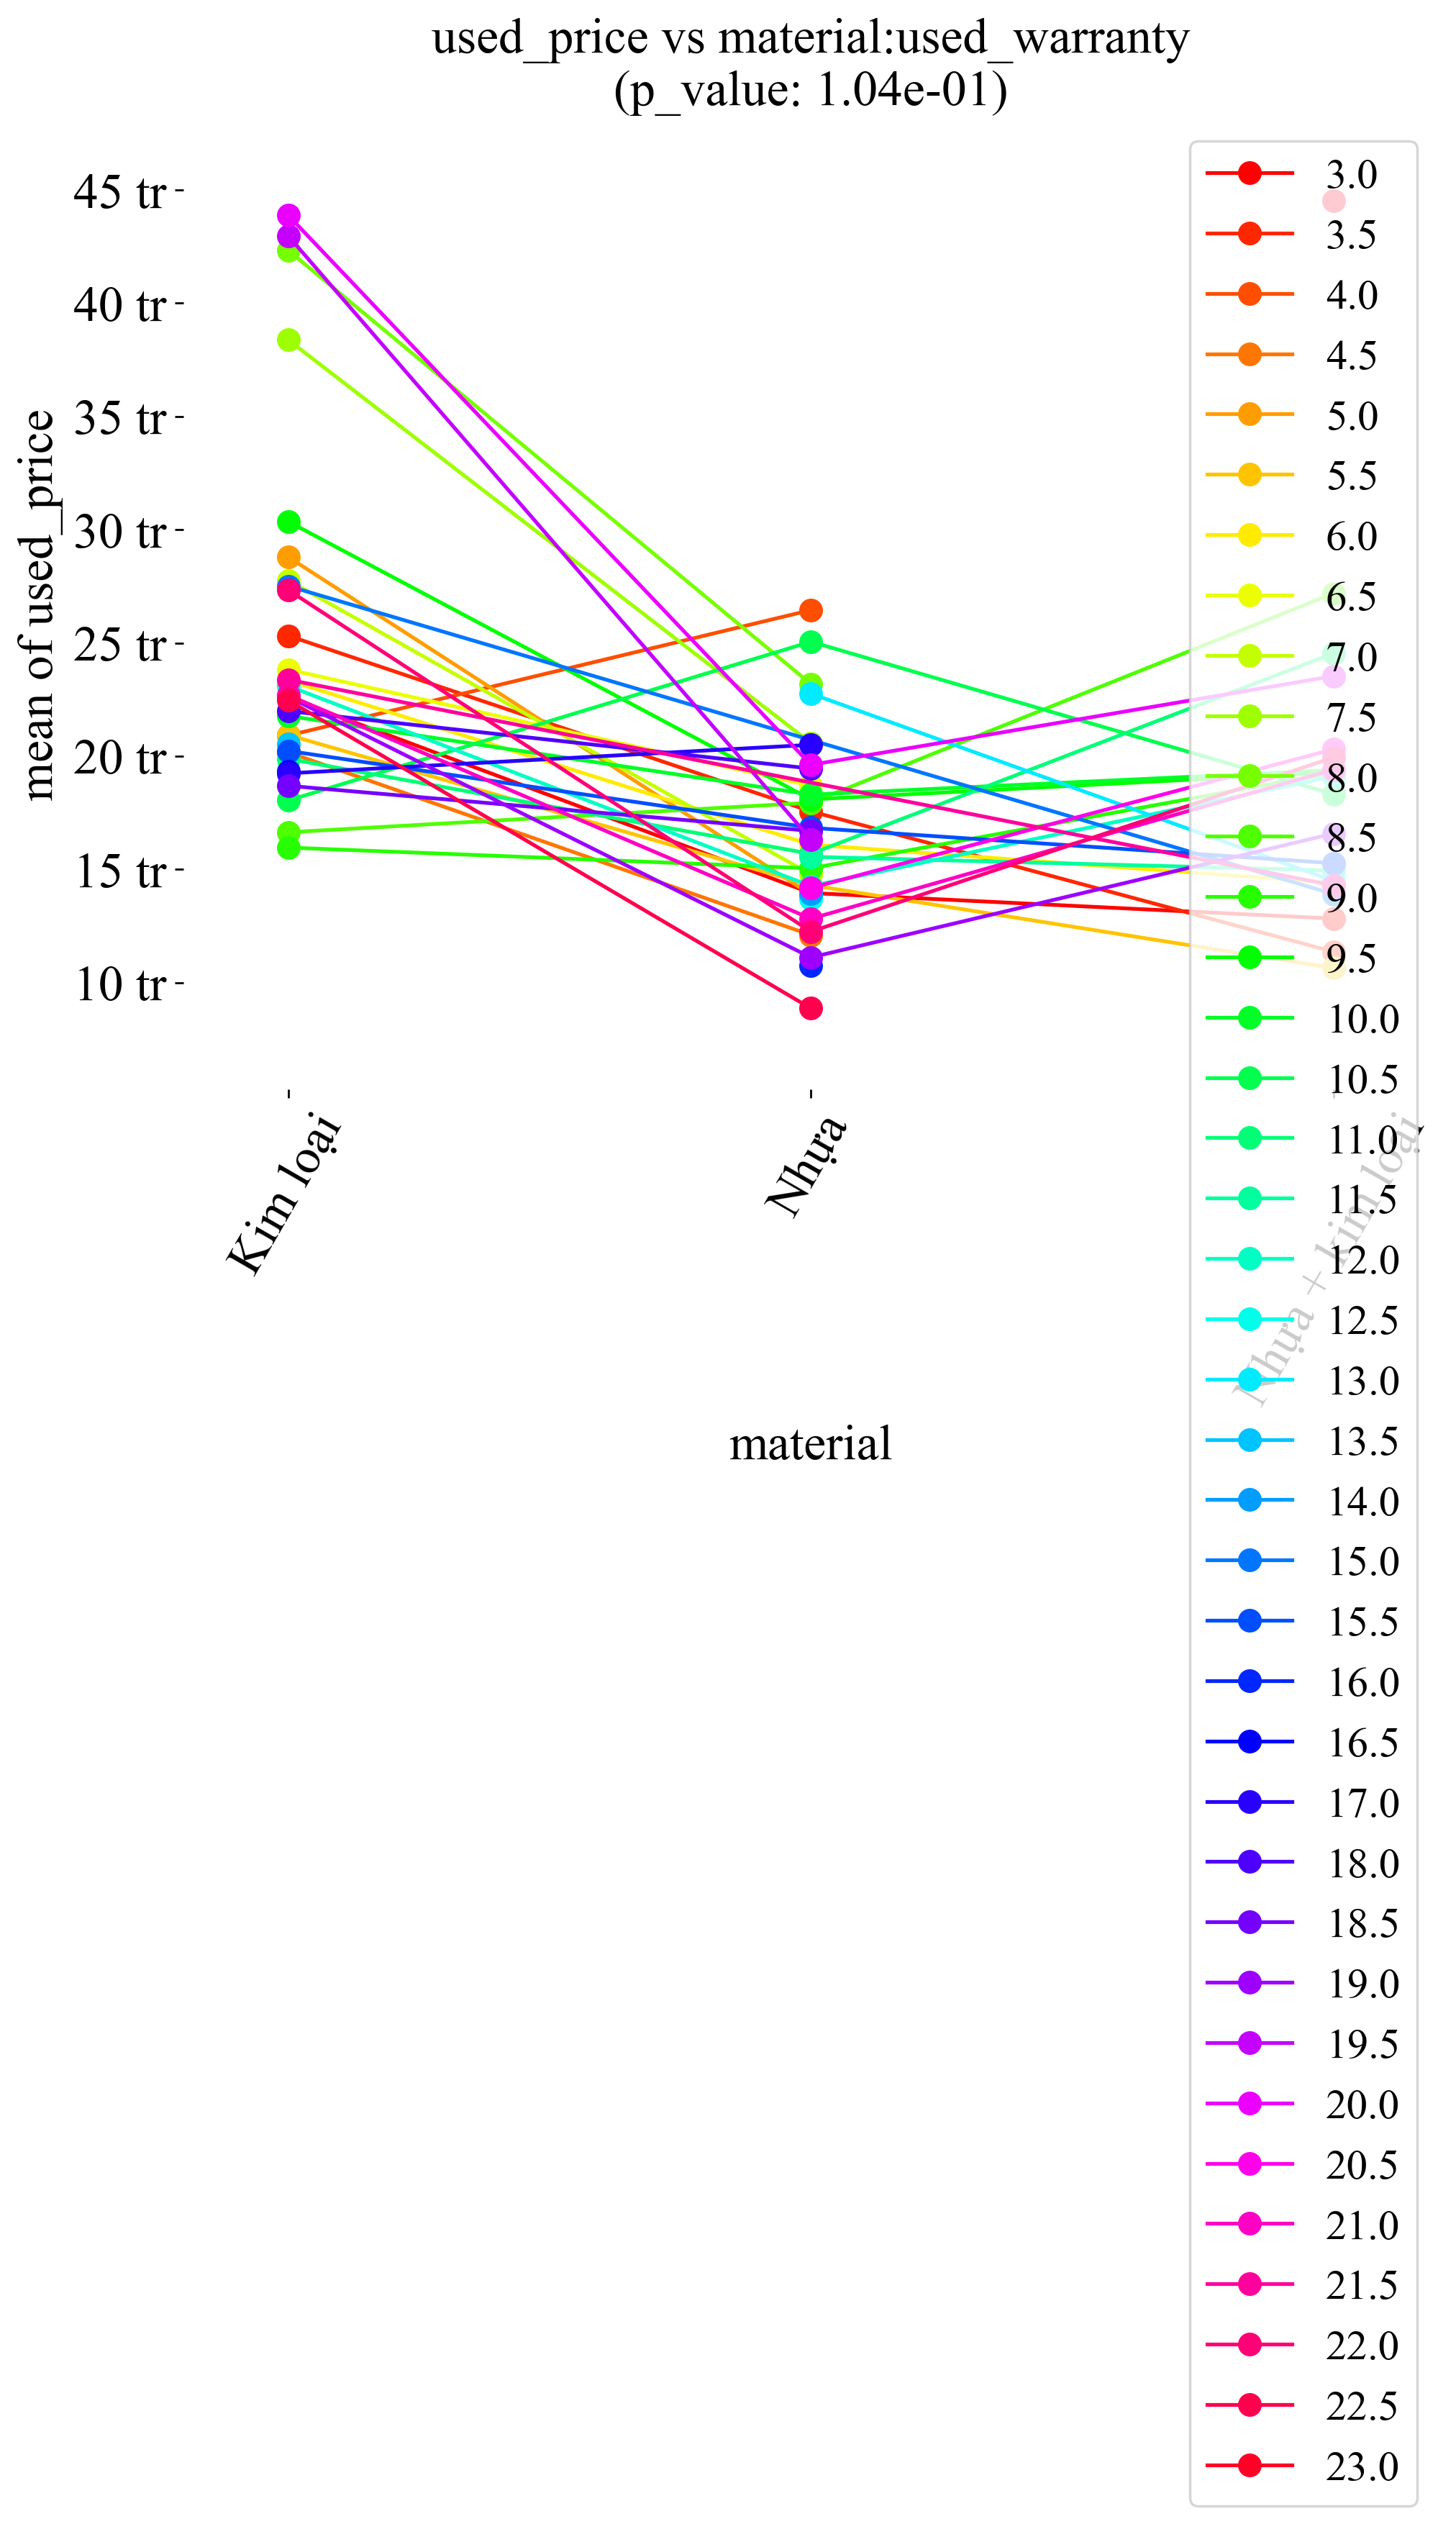 used_price vs material:used_warranty
(p_value: 1.04e-01)
45 tr
40 tr
35 tr
30 tr
25 tr
20 tr
15 tr
10 tr
mean of used_price
Kim loại
Nhựa
Nhựa + kim loại
material
3.0
3.5
4.0
4.5
5.0
5.5
6.0
6.5
7.0
7.5
8.0
8.5
9.0
9.5
10.0
10.5
11.0
11.5
12.0
12.5
13.0
13.5
14.0
15.0
15.5
16.0
16.5
17.0
18.0
18.5
19.0
19.5
20.0
20.5
21.0
21.5
22.0
22.5
23.0